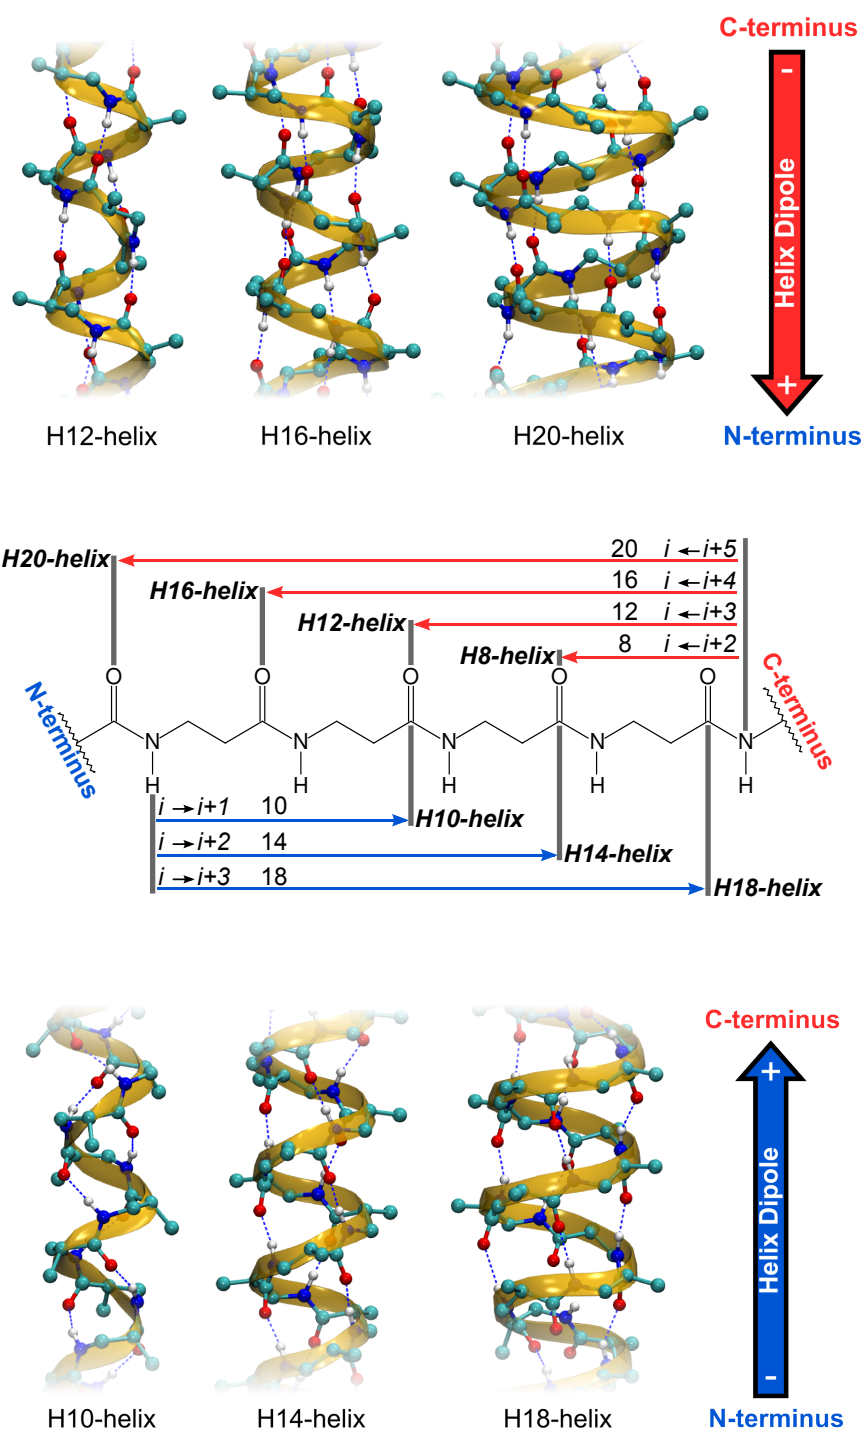 C-terminus
-
Helix Dipole
+
N-terminus
H12-helix
H16-helix
H20-helix
H20-helix
20 i ← i+5
H16-helix
16 i ← i+4
H12-helix
12 i ← i+3
H8-helix
8 i ← i+2
O O O O O
N-terminus
C-terminus
N N N N N
H H H H H
i → i+1 10
H10-helix
i → i+2 14
H14-helix
i → i+3 18
H18-helix
C-terminus
+
Helix Dipole
-
N-terminus
H10-helix
H14-helix
H18-helix